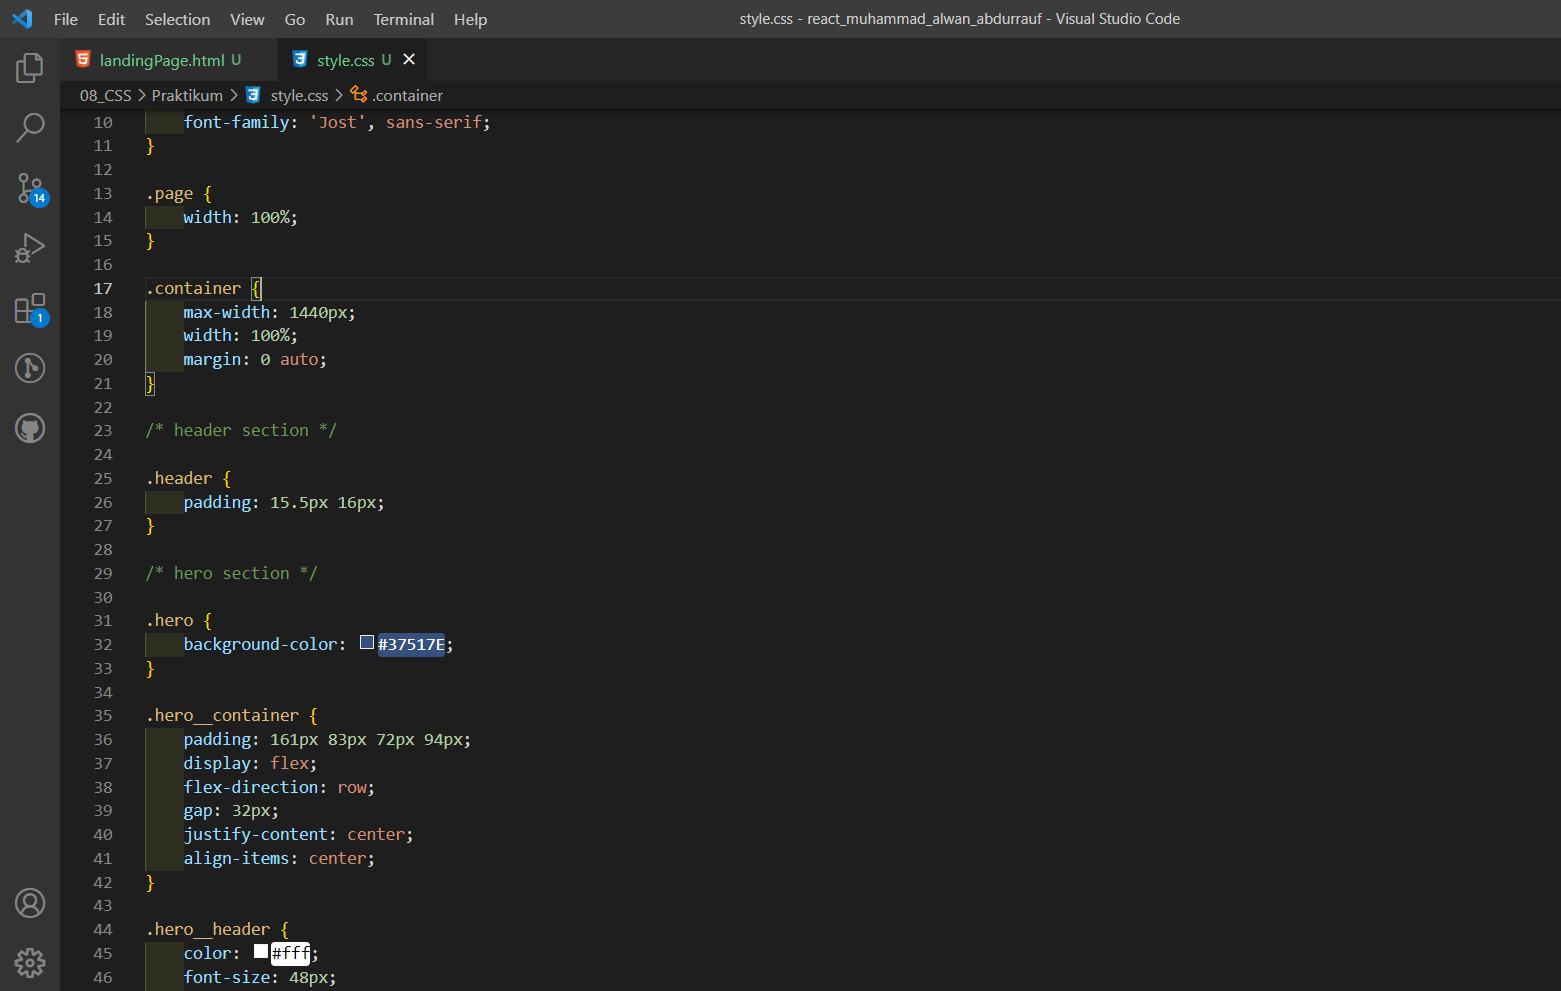 File Edit Selection View Go Run Terminal Help style.css - react_muhammad_alwan_abdurrauf - Visual Studio Code
landingPage.html U style.css U
08_CSS > Praktikum > style.css > .container
10 font-family: 'Jost', sans-serif;
11 }
12
13 .page {
14 width: 100%;
15 }
16
17 .container {
18 max-width: 1440px;
19 width: 100%;
20 margin: 0 auto;
21 }
22
23 /* header section */
24
25 .header {
26 padding: 15.5px 16px;
27 }
28
29 /* hero section */
30
31 .hero {
32 background-color: #37517E;
33 }
34
35 .hero__container {
36 padding: 161px 83px 72px 94px;
37 display: flex;
38 flex-direction: row;
39 gap: 32px;
40 justify-content: center;
41 align-items: center;
42 }
43
44 .hero__header {
45 color: #fff;
46 font-size: 48px;
14
1